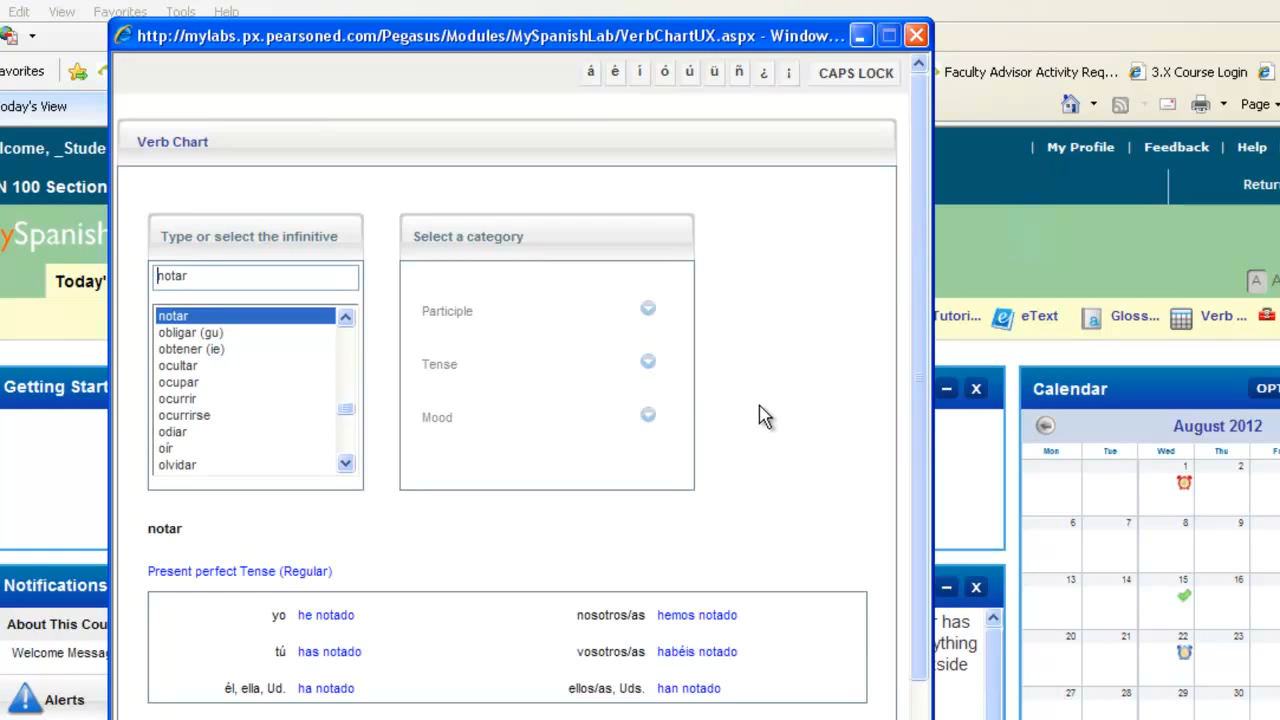 Edit View Favorites Tools Help
http://mylabs.px.pearsoned.com/Pegasus/Modules/MySpanishLab/VerbChartUX.aspx - Window...
avorites
Faculty Advisor Activity Req... 3.X Course Login
á é í ó ú ü ñ ¿ ¡ CAPS LOCK
oday's View
Page
Verb Chart
lcome, _Stude
My Profile | Feedback | Help
N 100 Section
Retur
ySpanish
Type or select the infinitive
Select a category
Today'
notar
A
notar
obligar (gu)
obtener (ie)
ocultar
ocupar
ocurrir
ocurrirse
odiar
oír
olvidar
Participle
Tense
Mood
Tutori... eText Gloss... Verb ...
Getting Start
Calendar OPT
August 2012
Mon Tue Wed Thu
1 2
6 7 8 9
13 14 15 16
20 21 22 23
27 28 29 30
notar
Present perfect Tense (Regular)
yo he notado nosotros/as hemos notado
tú has notado vosotros/as habéis notado
él, ella, Ud. ha notado ellos/as, Uds. han notado
Notifications
About This Cou
Welcome Messag
Alerts
r has
ything
side